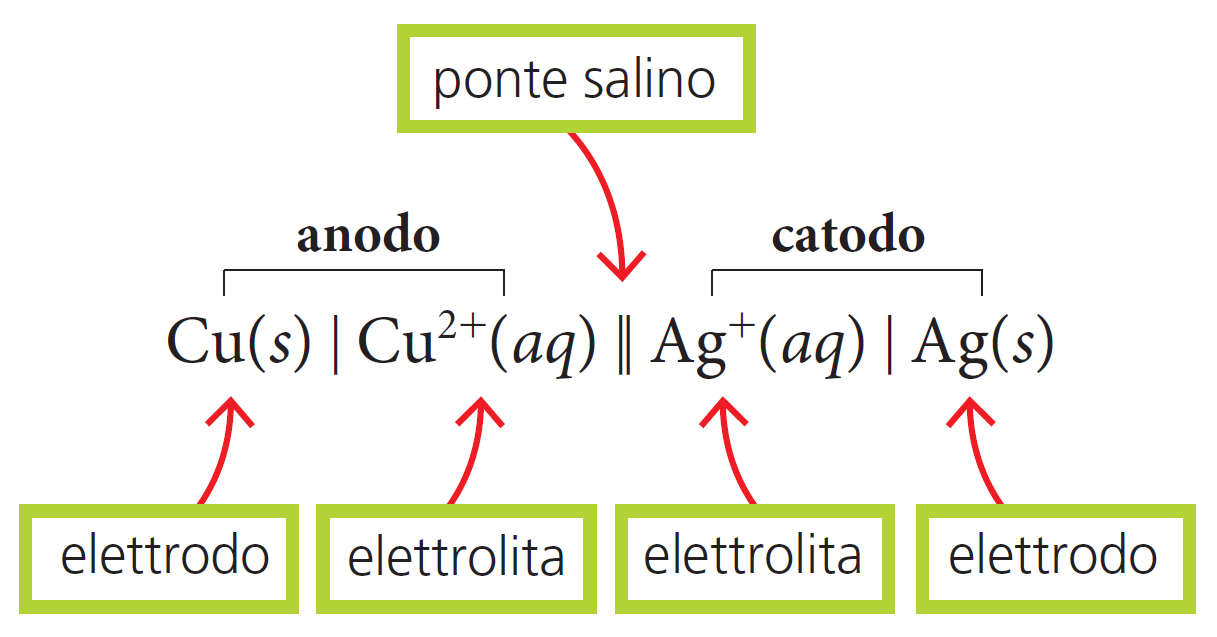 ponte salino
anodo catodo
Cu(s) | Cu²⁺(aq) || Ag⁺(aq) | Ag(s)
elettrodo elettrolita elettrolita elettrodo